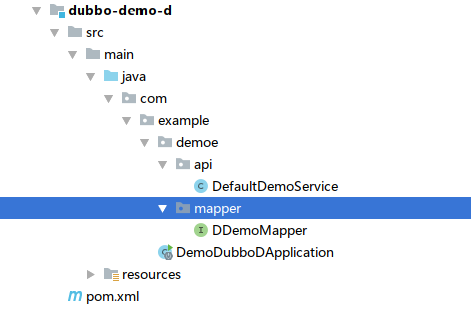 dubbo-demo-d
src
main
java
com
example
demoe
api
C DefaultDemoService
mapper
I DDemoMapper
C DemoDubboDApplication
resources
m pom.xml